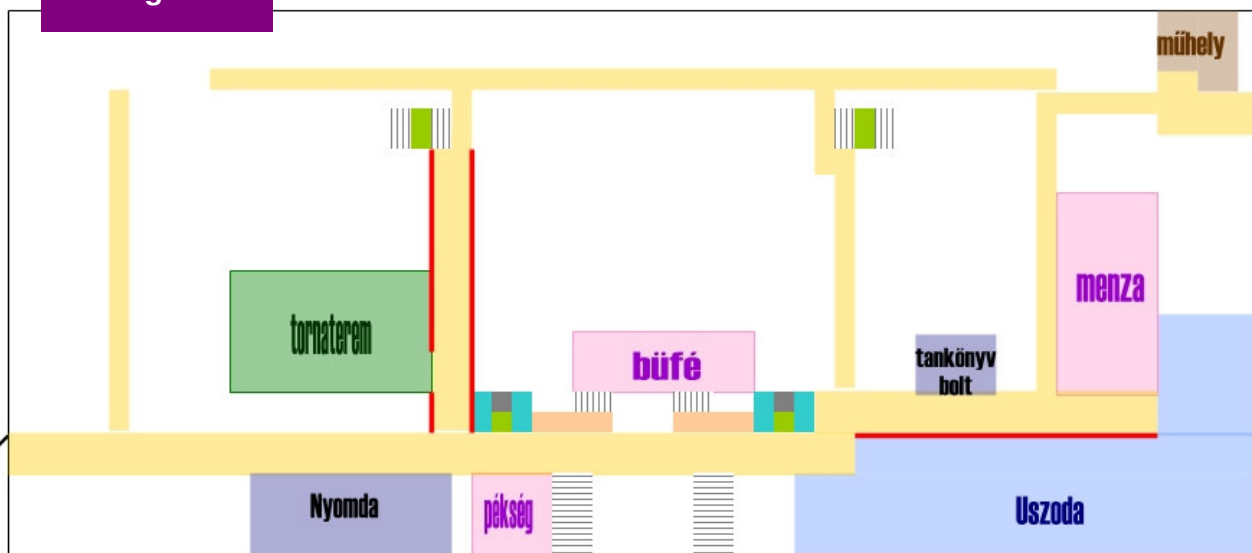 műhely
menza
tornaterem
büfé
tankönyv
bolt
Nyomda
pékség
Uszoda